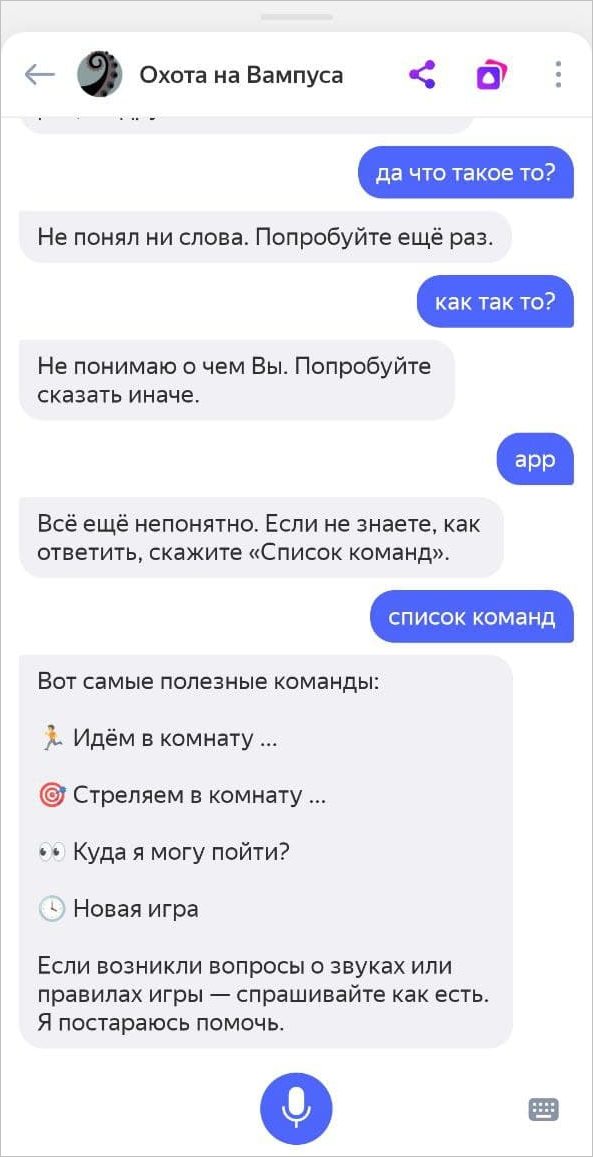 Охота на Вампуса
да что такое то?
Не понял ни слова. Попробуйте ещё раз.
как так то?
Не понимаю о чем Вы. Попробуйте
сказать иначе.
арр
Всё ещё непонятно. Если не знаете, как
ответить, скажите «Список команд».
список команд
Вот самые полезные команды:
🏃 Идём в комнату ...
🎯 Стреляем в комнату ...
👀 Куда я могу пойти?
🕓 Новая игра
Если возникли вопросы о звуках или
правилах игры — спрашивайте как есть.
Я постараюсь помочь.